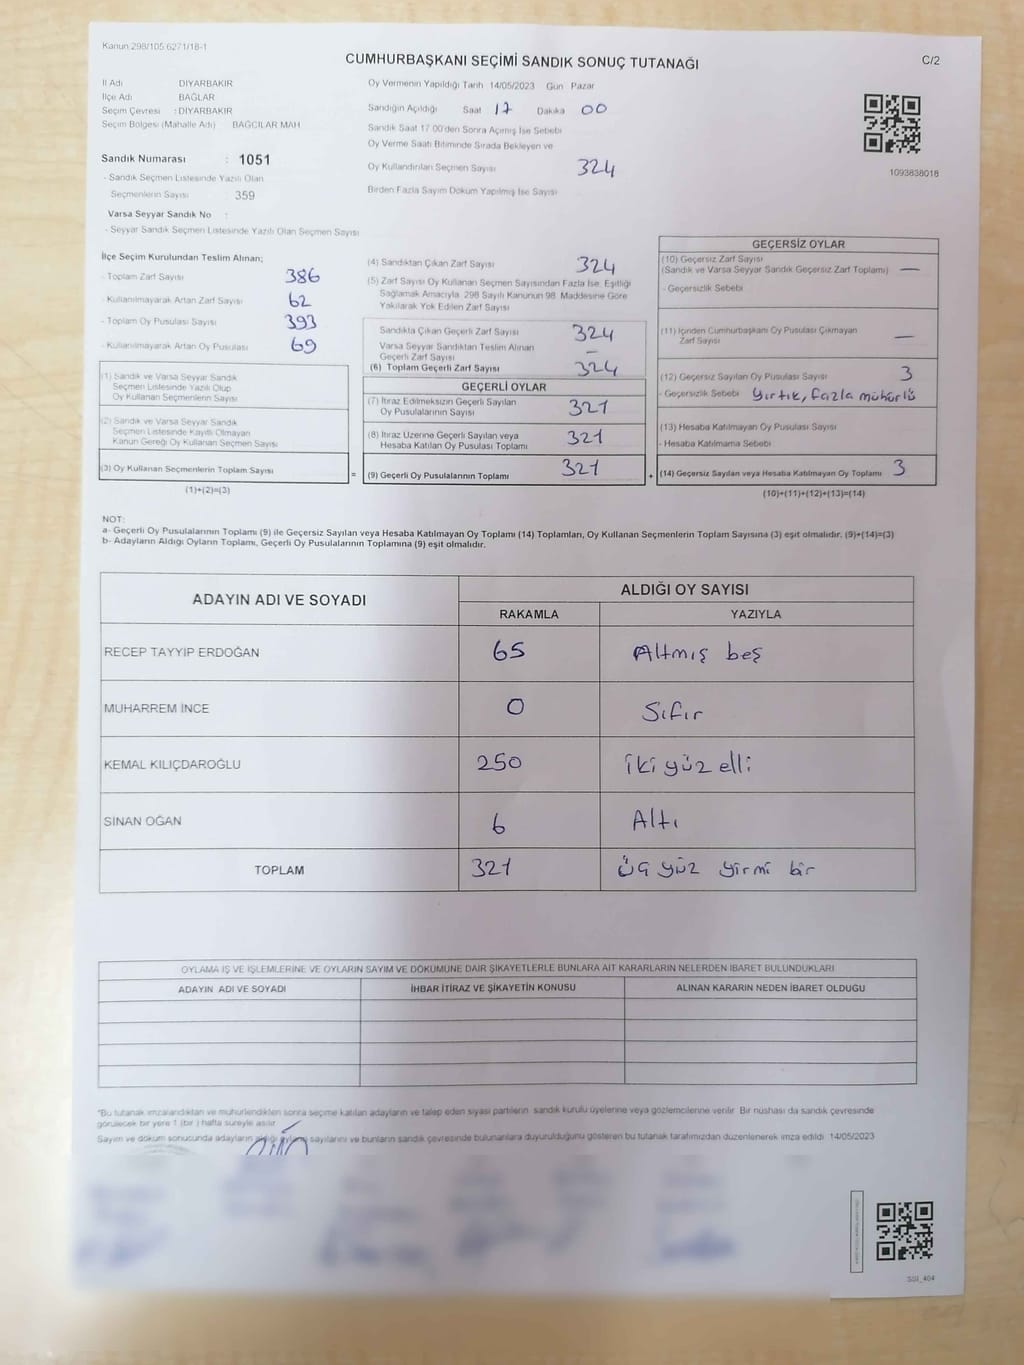 Kanun 298/105 6271/18-1
CUMHURBAŞKANI SEÇİMİ SANDIK SONUÇ TUTANAĞI
C/2
İl Adı DİYARBAKIR
İlçe Adı BAĞLAR
Seçim Çevresi : DİYARBAKIR
Seçim Bölgesi (Mahalle Adı) BAĞCILAR MAH
Sandık Numarası : 1051
- Sandık Seçmen Listesinde Yazılı Olan
Seçmenlerin Sayısı : 359
Varsa Seyyar Sandık No :
- Seyyar Sandık Seçmen Listesinde Yazılı Olan Seçmen Sayısı
Oy Vermenin Yapıldığı Tarih 14/05/2023 Gün Pazar
Sandığın Açıldığı Saat 17 Dakika 00
Sandık Saat 17 00'den Sonra Açılmış İse Sebebi
Oy Verme Saati Bitiminde Sırada Bekleyen ve
Oy Kullandırılan Seçmen Sayısı 324
Birden Fazla Sayım Döküm Yapılmış İse Sayısı
1093838018
İlçe Seçim Kurulundan Teslim Alınan;
- Toplam Zarf Sayısı 386
- Kullanılmayarak Artan Zarf Sayısı 62
- Toplam Oy Pusulası Sayısı 393
- Kullanılmayarak Artan Oy Pusulası 69
(1) Sandık ve Varsa Seyyar Sandık
Seçmen Listesinde Yazılı Olup
Oy Kullanan Seçmenlerin Sayısı
(2) Sandık ve Varsa Seyyar Sandık
Seçmen Listesinde Kayıtlı Olmayan
Kanun Gereği Oy Kullanan Seçmen Sayısı
(3) Oy Kullanan Seçmenlerin Toplam Sayısı
(1)+(2)=(3)
=
(4) Sandıktan Çıkan Zarf Sayısı 324
(5) Zarf Sayısı Oy Kullanan Seçmen Sayısından Fazla İse, Eşitliği
Sağlamak Amacıyla, 298 Sayılı Kanunun 98. Maddesine Göre
Yakılarak Yok Edilen Zarf Sayısı
Sandıkta Çıkan Geçerli Zarf Sayısı 324
Varsa Seyyar Sandıktan Teslim Alınan
Geçerli Zarf Sayısı –
(6) Toplam Geçerli Zarf Sayısı 324
GEÇERLİ OYLAR
(7) İtiraz Edilmeksizin Geçerli Sayılan
Oy Pusulalarının Sayısı 321
(8) İtiraz Üzerine Geçerli Sayılan veya
Hesaba Katılan Oy Pusulası Toplamı 321
(9) Geçerli Oy Pusulalarının Toplamı 321
+
GEÇERSİZ OYLAR
(10) Geçersiz Zarf Sayısı
(Sandık ve Varsa Seyyar Sandık Geçersiz Zarf Toplamı) —
- Geçersizlik Sebebi
(11) İçinden Cumhurbaşkanı Oy Pusulası Çıkmayan
Zarf Sayısı —
(12) Geçersiz Sayılan Oy Pusulası Sayısı 3
- Geçersizlik Sebebi Yırtık, fazla mühürlü
(13) Hesaba Katılmayan Oy Pusulası Sayısı
- Hesaba Katılmama Sebebi
(14) Geçersiz Sayılan veya Hesaba Katılmayan Oy Toplamı 3
(10)+(11)+(12)+(13)=(14)
NOT:
a- Geçerli Oy Pusulalarının Toplamı (9) ile Geçersiz Sayılan veya Hesaba Katılmayan Oy Toplamı (14) Toplamları, Oy Kullanan Seçmenlerin Toplam Sayısına (3) eşit olmalıdır. (9)+(14)=(3)
b- Adayların Aldığı Oyların Toplamı, Geçerli Oy Pusulalarının Toplamına (9) eşit olmalıdır.
ADAYIN ADI VE SOYADI
ALDIĞI OY SAYISI
RAKAMLA YAZIYLA
RECEP TAYYİP ERDOĞAN 65 Altmış beş
MUHARREM İNCE 0 Sıfır
KEMAL KILIÇDAROĞLU 250 iki yüz elli
SİNAN OĞAN 6 Altı
TOPLAM 321 üç yüz yirmi bir
OYLAMA İŞ VE İŞLEMLERİNE VE OYLARIN SAYIM VE DÖKÜMÜNE DAİR ŞİKAYETLERLE BUNLARA AİT KARARLARIN NELERDEN İBARET BULUNDUKLARI
ADAYIN ADI VE SOYADI İHBAR İTİRAZ VE ŞİKAYETİN KONUSU ALINAN KARARIN NEDEN İBARET OLDUĞU
*Bu tutanak imzalandıktan ve mühürlendikten sonra seçime katılan adayların ve talep eden siyasi partilerin sandık kurulu üyelerine veya gözlemcilerine verilir. Bir nüshası da sandık çevresinde
görülecek bir yere 1 (bir) hafta süreyle asılır.
Sayım ve döküm sonucunda adayların aldığı oyların sayılarını ve bunların sandık çevresinde bulunanlara duyurulduğunu gösteren bu tutanak tarafımızdan düzenlenerek imza edildi 14/05/2023
SSI_404